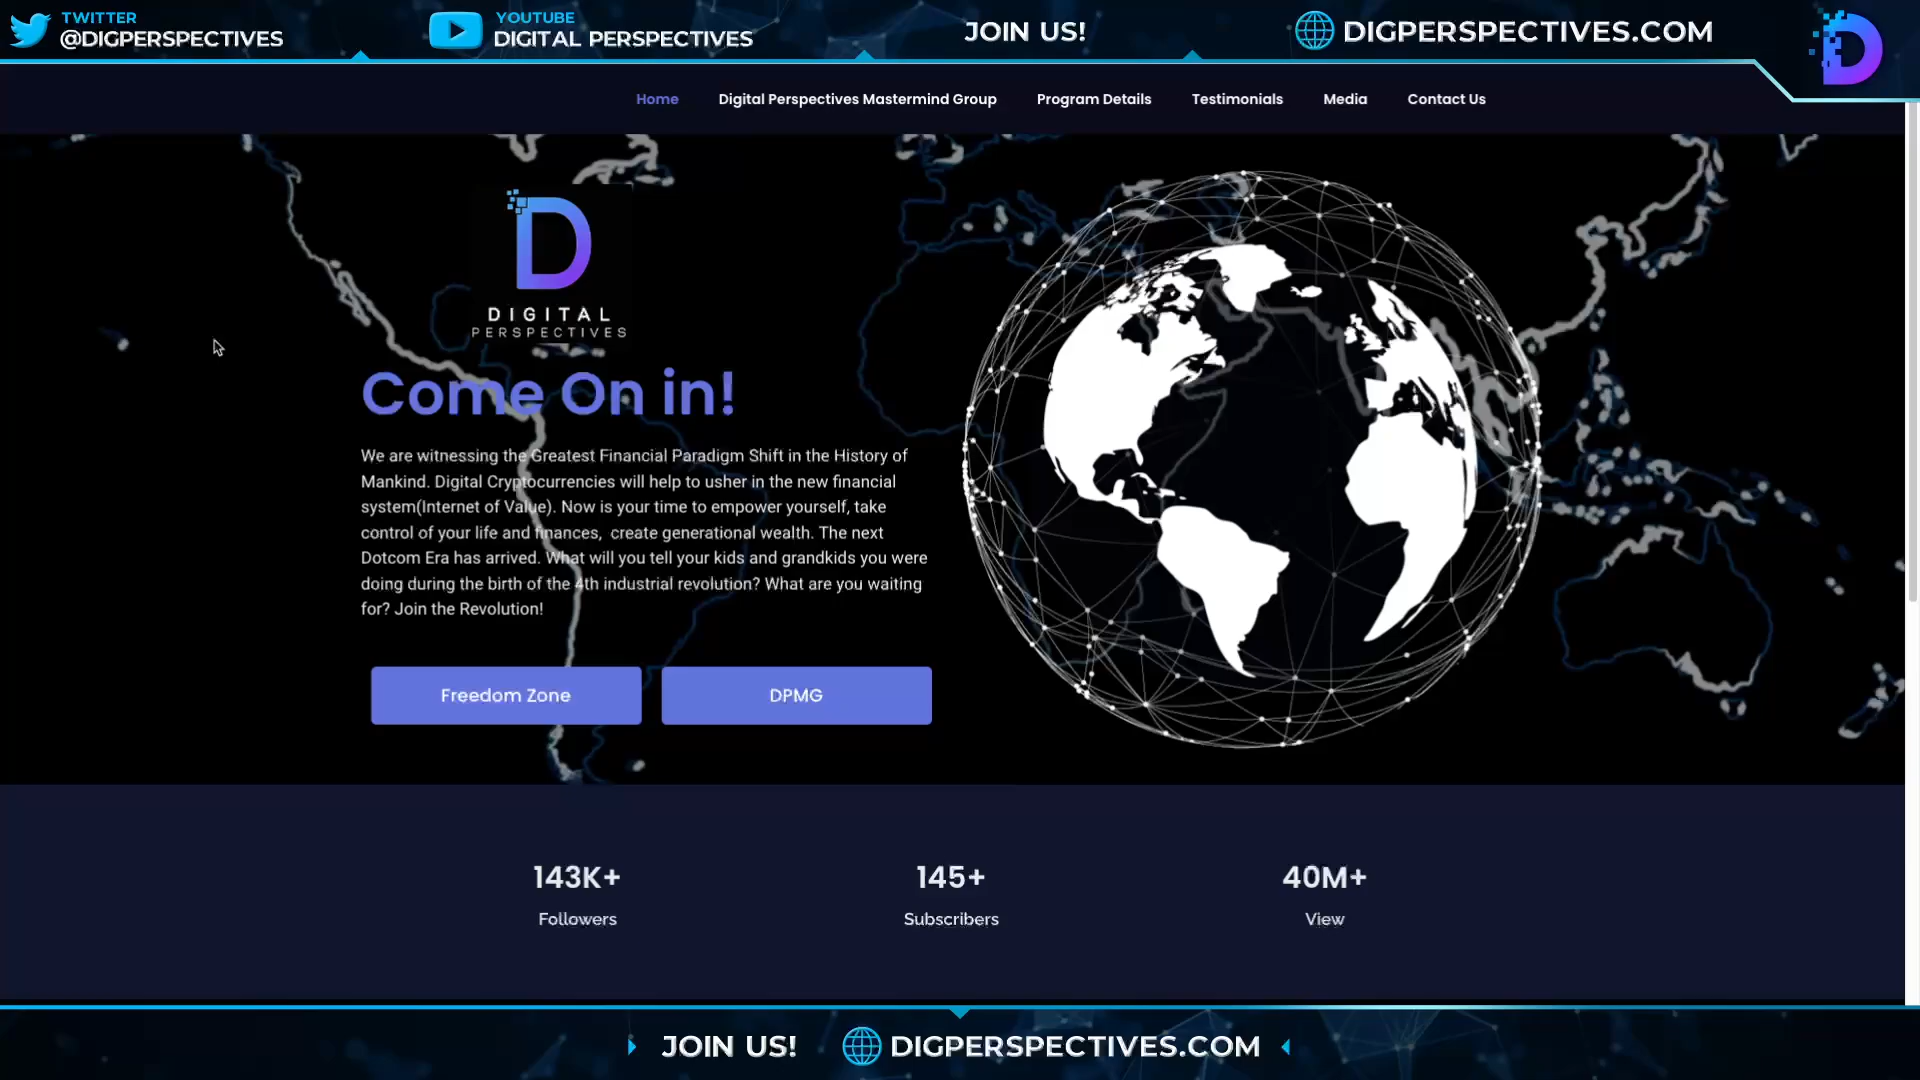 TWITTER
@DIGPERSPECTIVES
YOUTUBE
DIGITAL PERSPECTIVES
JOIN US!
DIGPERSPECTIVES.COM
D
Home
Digital Perspectives Mastermind Group
Program Details
Testimonials
Media
Contact Us
D
DIGITAL
PERSPECTIVES
Come On in!
We are witnessing the Greatest Financial Paradigm Shift in the History of
Mankind. Digital Cryptocurrencies will help to usher in the new financial
system(Internet of Value). Now is your time to empower yourself, take
control of your life and finances, create generational wealth. The next
Dotcom Era has arrived. What will you tell your kids and grandkids you were
doing during the birth of the 4th industrial revolution? What are you waiting
for? Join the Revolution!
Freedom Zone
DPMG
143K+
Followers
145+
Subscribers
40M+
View
JOIN US!
DIGPERSPECTIVES.COM